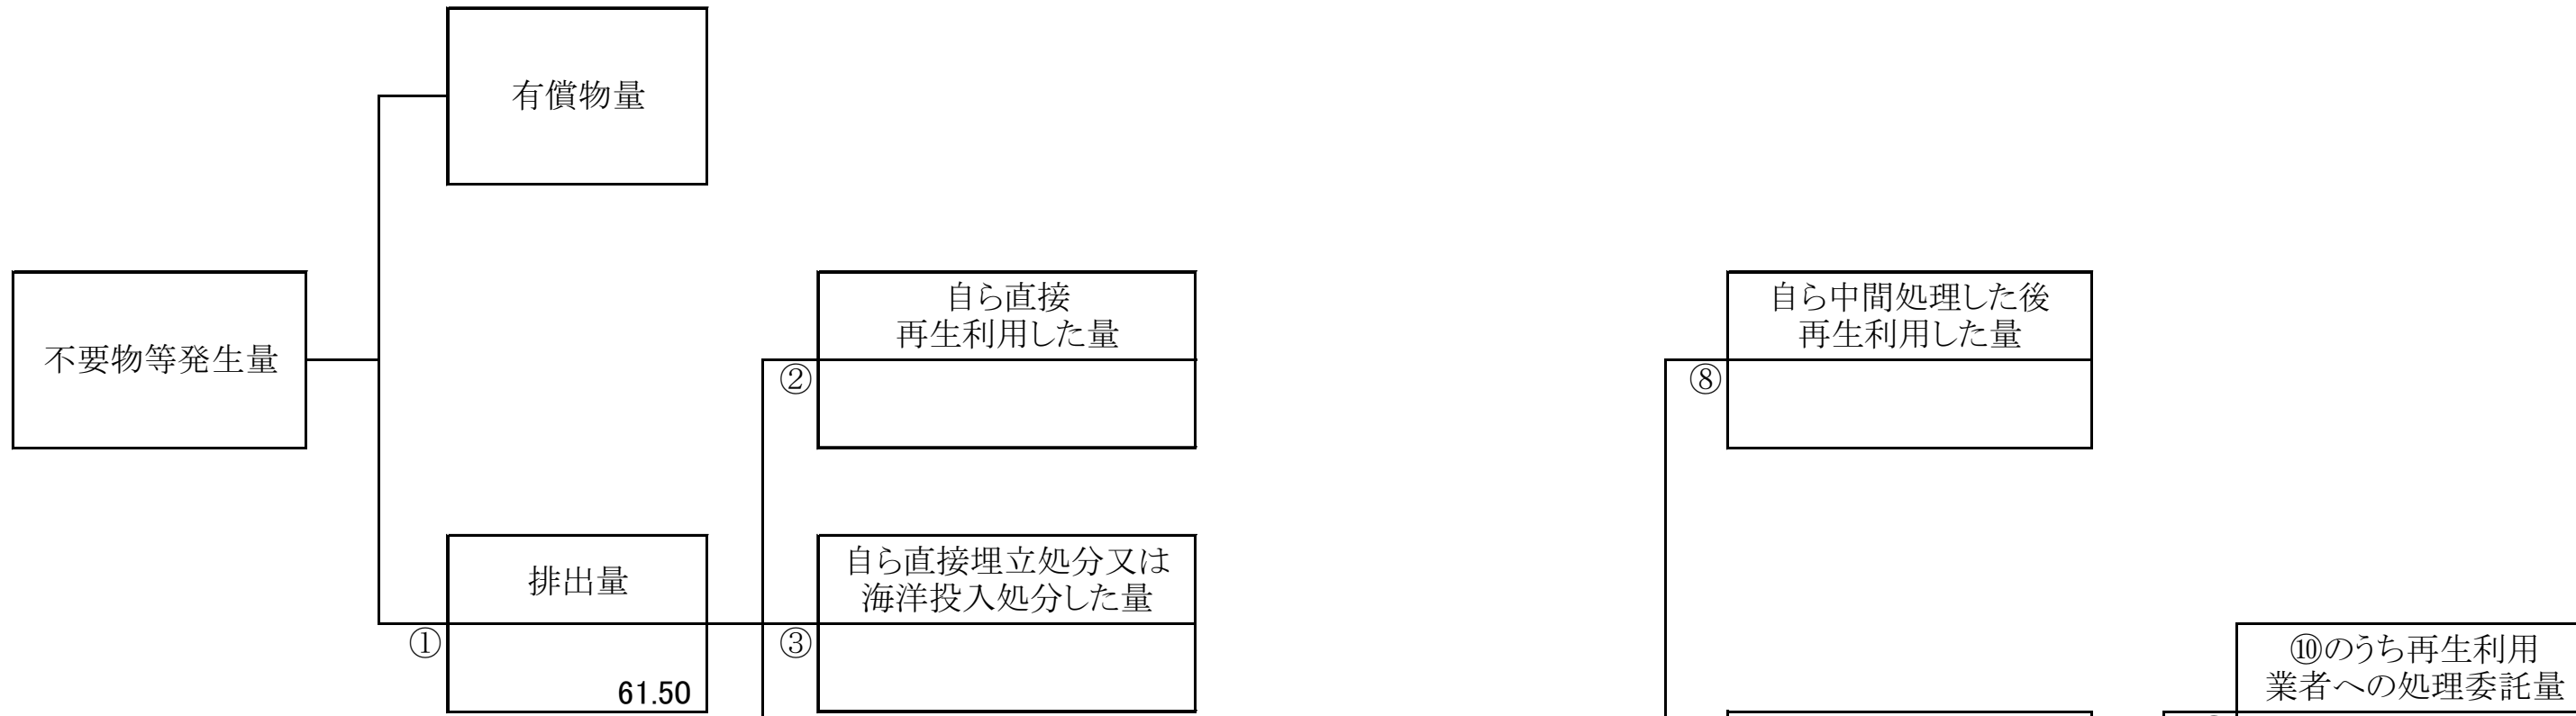 有償物量
不要物等発生量
自ら直接
再生利用した量
②
自ら中間処理した後
再生利用した量
⑧
排出量
①
61.50
自ら直接埋立処分又は
海洋投入処分した量
③
⑩のうち再生利用
業者への処理委託量